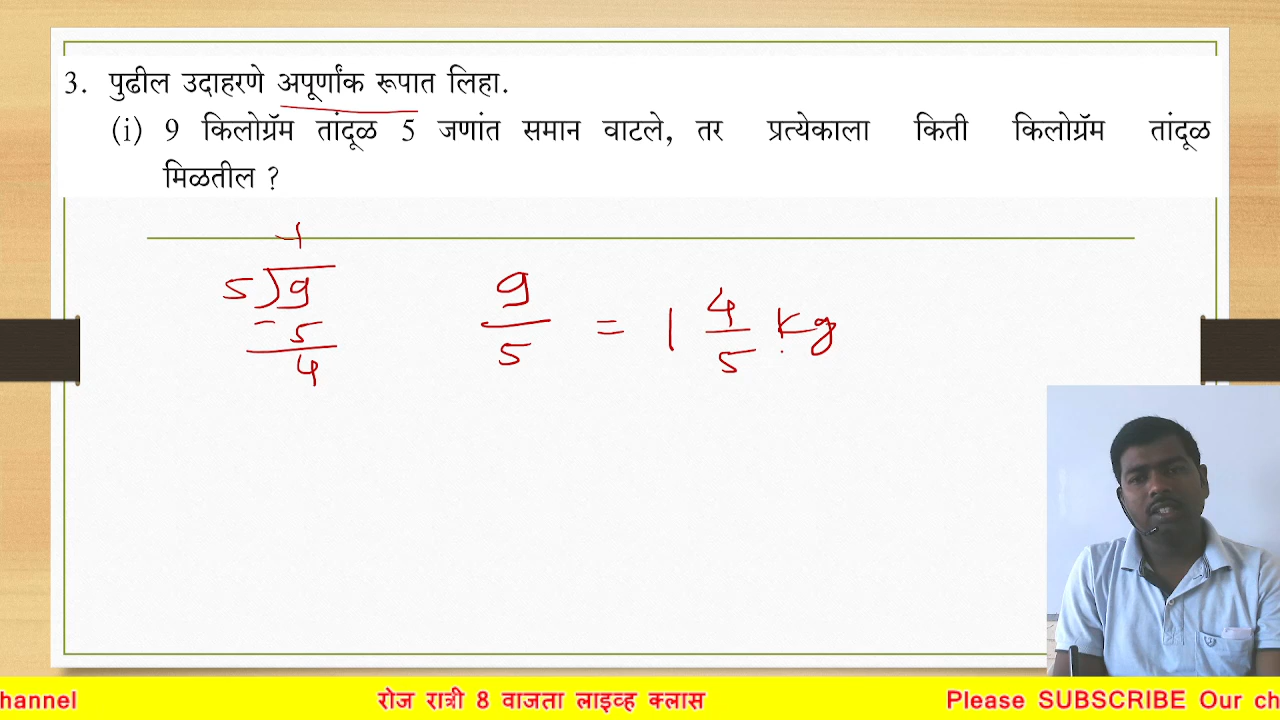 3. पुढील उदाहरणे अपूर्णांक रूपात लिहा.
(i) 9 किलोग्रॅम तांदूळ 5 जणांत समान वाटले, तर प्रत्येकाला किती किलोग्रॅम तांदूळ
मिळतील ?
1
5)9
- 5
4
9/5 = 1 4/5 kg
hannel रोज रात्री 8 वाजता लाइव्ह क्लास Please SUBSCRIBE Our ch